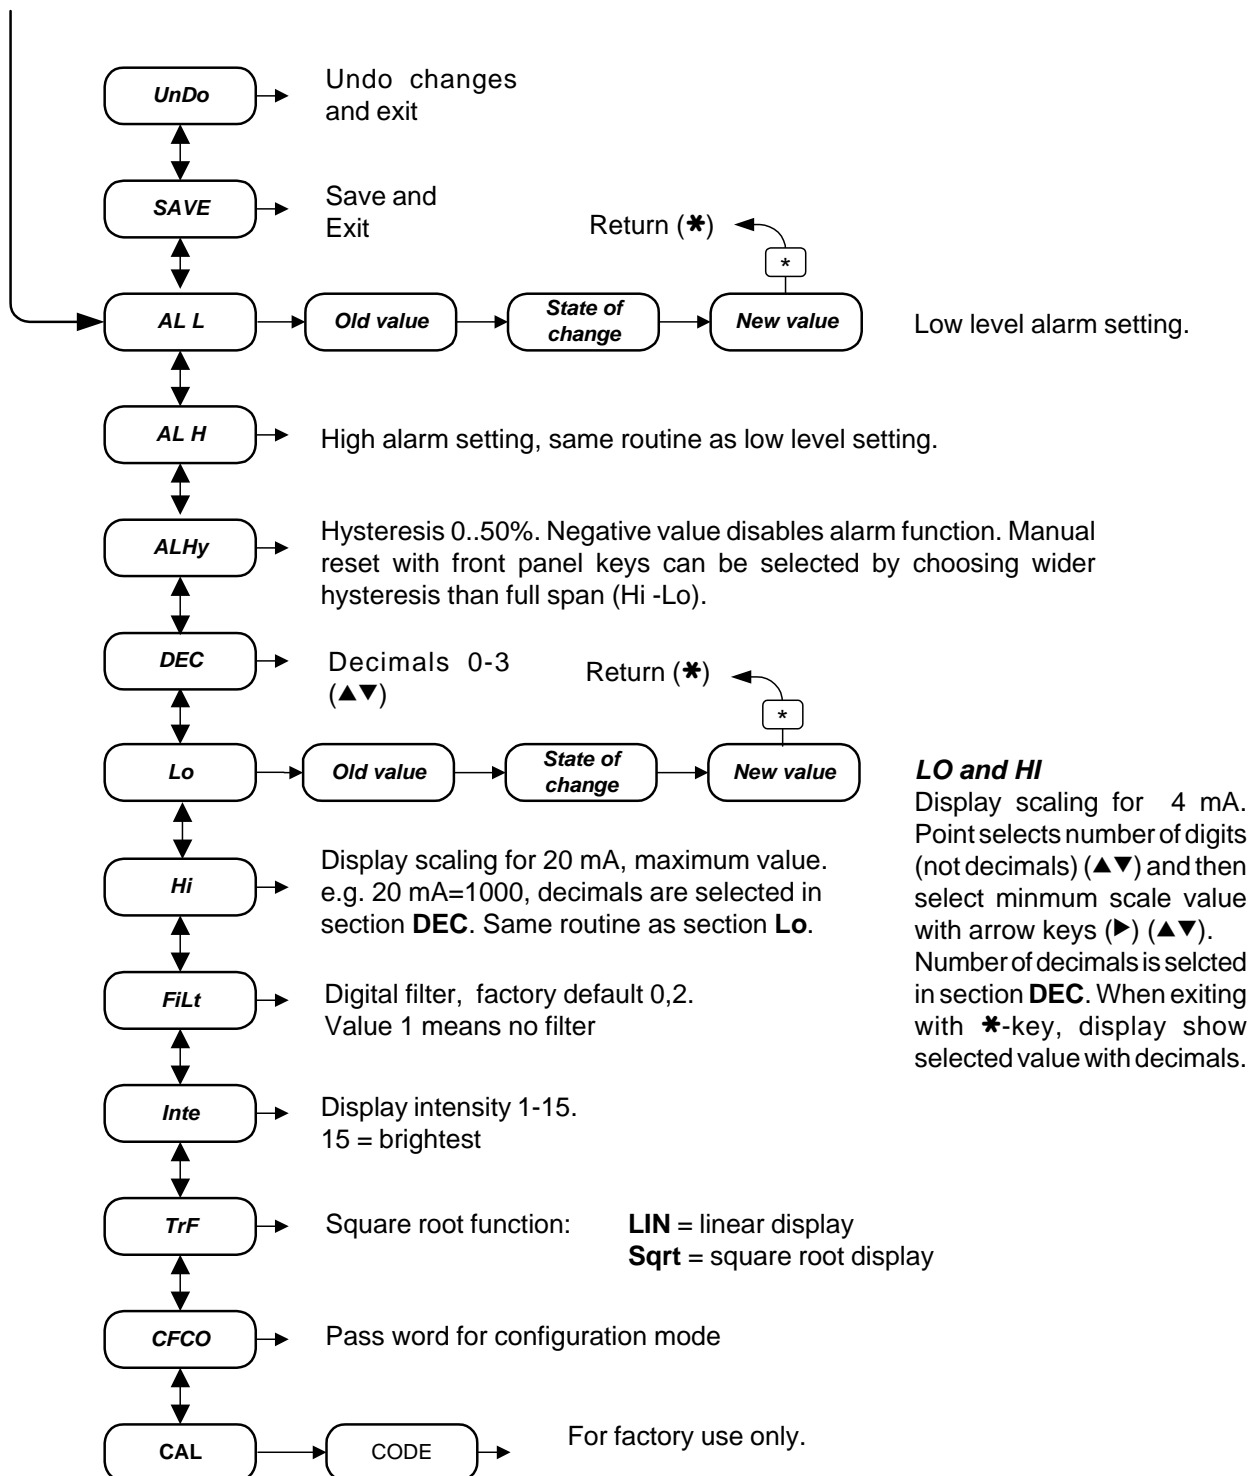 UnDo
Undo changes
and exit
SAVE
Save and
Exit
Return (✱)
*
AL L
Old value
State of
change
New value
Low level alarm setting.
AL H
High alarm setting, same routine as low level setting.
ALHy
Hysteresis 0..50%. Negative value disables alarm function. Manual
reset with front panel keys can be selected by choosing wider
hysteresis than full span (Hi -Lo).
DEC
Decimals 0-3
(▲▼)
Return (✱)
*
Lo
Old value
State of
change
New value
LO and HI
Display scaling for 4 mA.
Point selects number of digits
(not decimals) (▲▼) and then
select minmum scale value
with arrow keys (▶) (▲▼).
Number of decimals is selcted
in section DEC. When exiting
with ✱-key, display show
selected value with decimals.
Hi
Display scaling for 20 mA, maximum value.
e.g. 20 mA=1000, decimals are selected in
section DEC. Same routine as section Lo.
FiLt
Digital filter, factory default 0,2.
Value 1 means no filter
Inte
Display intensity 1-15.
15 = brightest
TrF
Square root function: LIN = linear display
Sqrt = square root display
CFCO
Pass word for configuration mode
CAL
CODE
For factory use only.